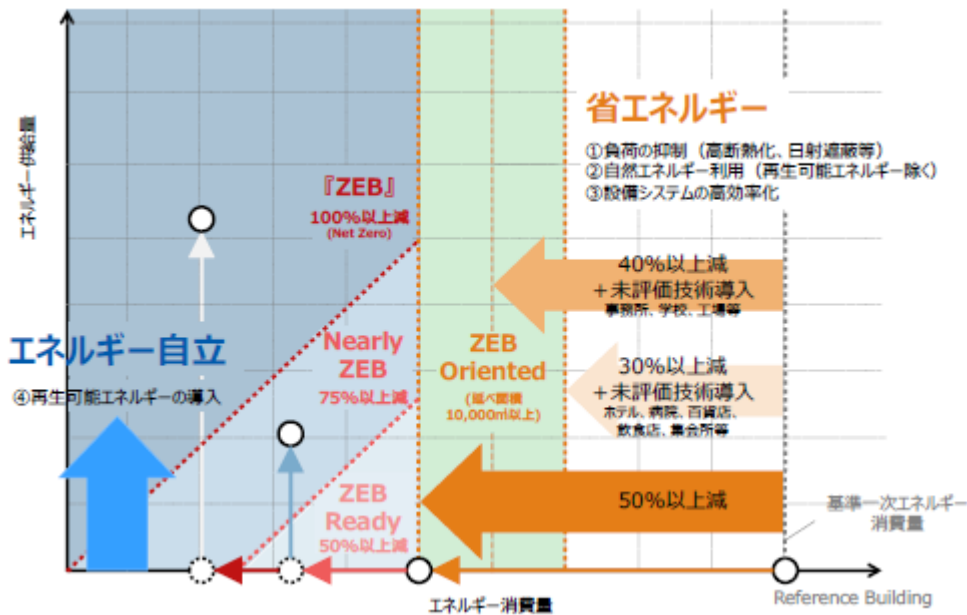 エネルギー供給量
省エネルギー
①負荷の抑制（高断熱化、日射遮蔽等）
②自然エネルギー利用（再生可能エネルギー除く）
③設備システムの高効率化
『ZEB』
100%以上減
(Net Zero)
40%以上減
＋未評価技術導入
事務所、学校、工場等
エネルギー自立
④再生可能エネルギーの導入
Nearly
ZEB
75%以上減
ZEB
Oriented
(延べ面積
10,000㎡以上)
30%以上減
＋未評価技術導入
ホテル、病院、百貨店、
飲食店、集会所等
ZEB
Ready
50%以上減
50%以上減
基準一次エネルギー
消費量
エネルギー消費量
Reference Building